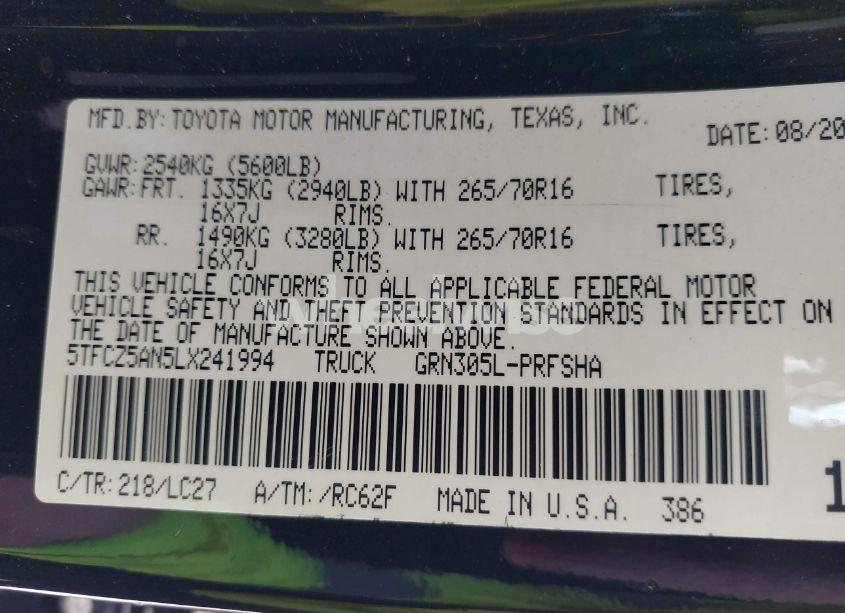 MFD.BY:TOYOTA MOTOR MANUFACTURING, TEXAS, INC.
DATE:08/20
GVWR:2540KG (5600LB)
GAWR:FRT. 1335KG (2940LB) WITH 265/70R16 TIRES,
16X7J RIMS.
RR. 1490KG (3280LB) WITH 265/70R16 TIRES,
16X7J RIMS.
THIS VEHICLE CONFORMS TO ALL APPLICABLE FEDERAL MOTOR
VEHICLE SAFETY AND THEFT PREVENTION STANDARDS IN EFFECT ON
THE DATE OF MANUFACTURE SHOWN ABOVE.
5TFCZ5AN5LX241994 TRUCK GRN305L-PRFSHA
C/TR:218/LC27 A/TM:/RC62F MADE IN U.S.A. 386
1